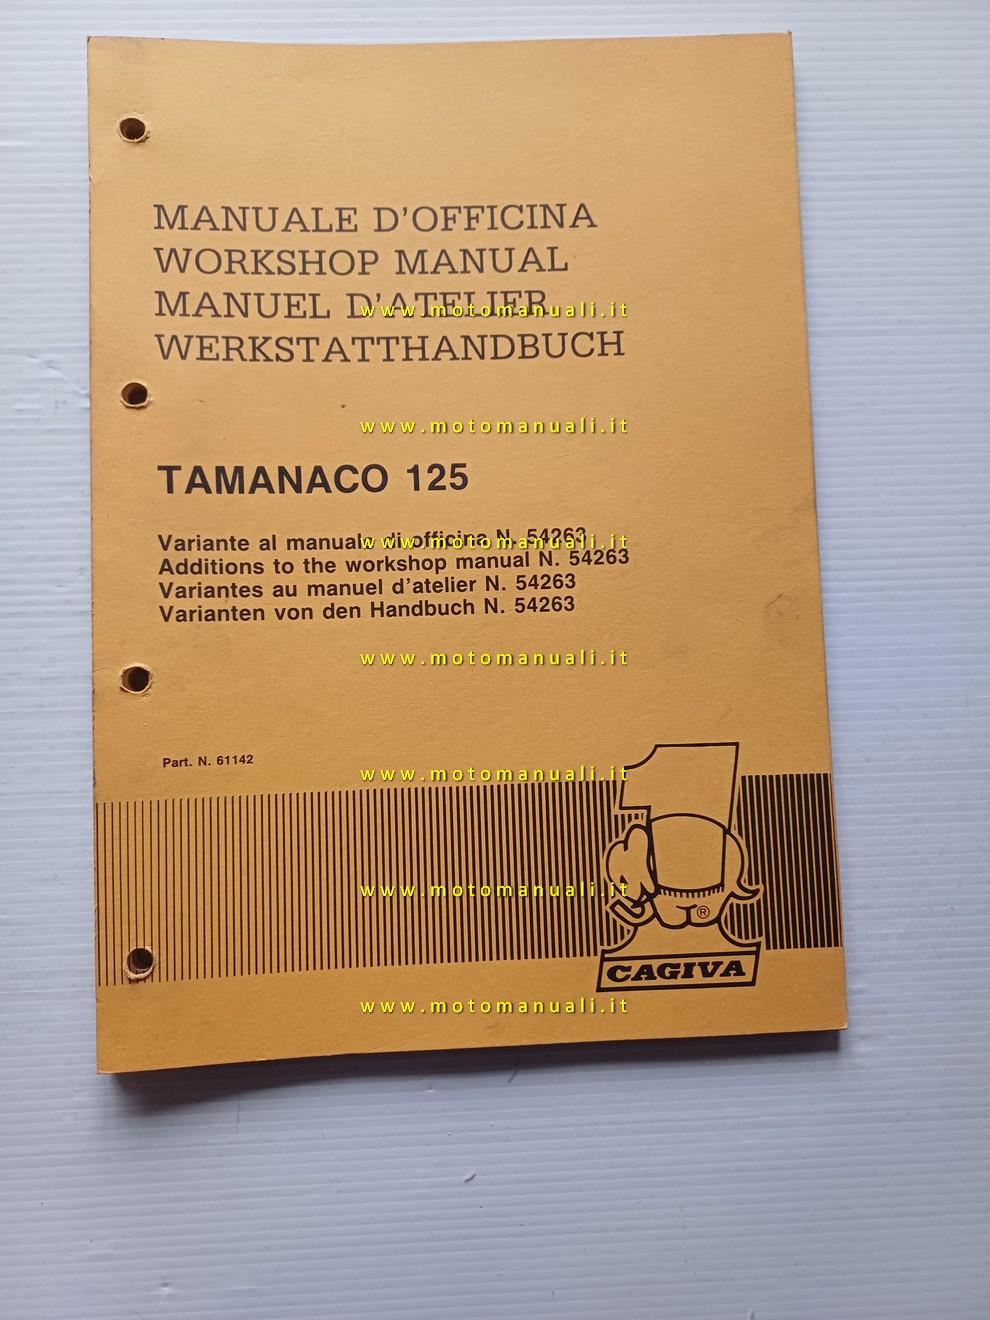 MANUALE D'OFFICINA
WORKSHOP MANUAL
MANUEL D'ATELIER
www.motomanuali.it
WERKSTATTHANDBUCH
www.motomanuali.it
TAMANACO 125
Variante al manuale di officina N. 54263
www.motomanuali.it
Additions to the workshop manual N. 54263
Variantes au manuel d'atelier N. 54263
Varianten von den Handbuch N. 54263
www.motomanuali.it
Part. N. 61142
www.motomanuali.it
1
www.motomanuali.it
®
CAGIVA
www.motomanuali.it